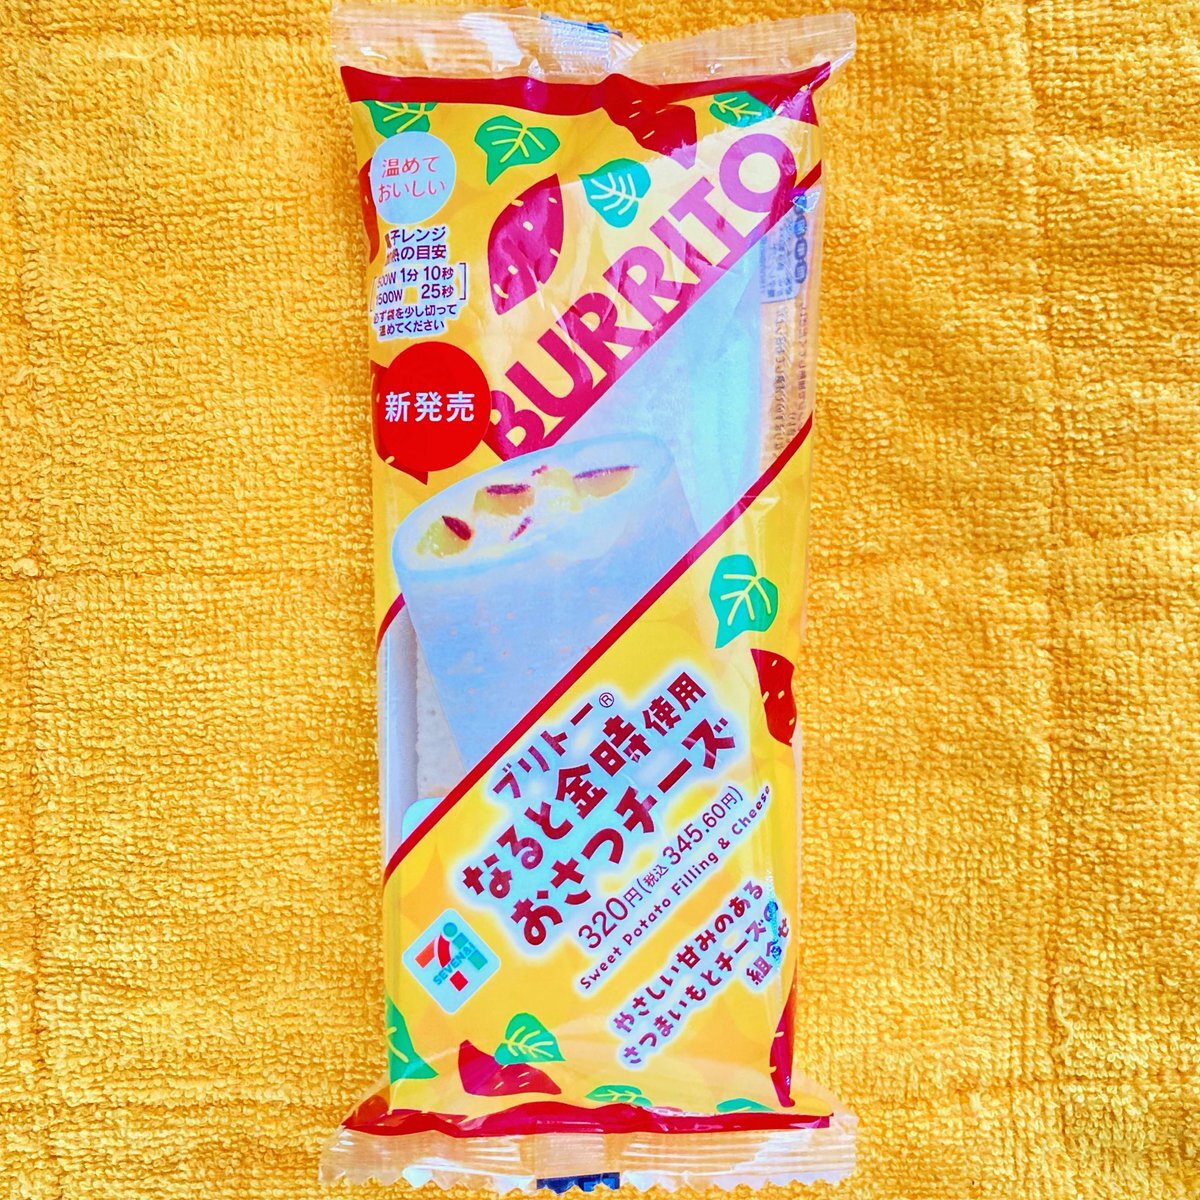 BURRITO
温めて
おいしい
電子レンジ
加熱の目安
500W 1分10秒
1500W 25秒
必ず袋を少し切って
温めてください
新発売
ブリトー®
なると金時使用
おさつチーズ
320円(税込345.60円)
Sweet Potato Filling & Cheese
やさしい甘みのある
さつまいもとチーズの
組合せ
SEVEN&i